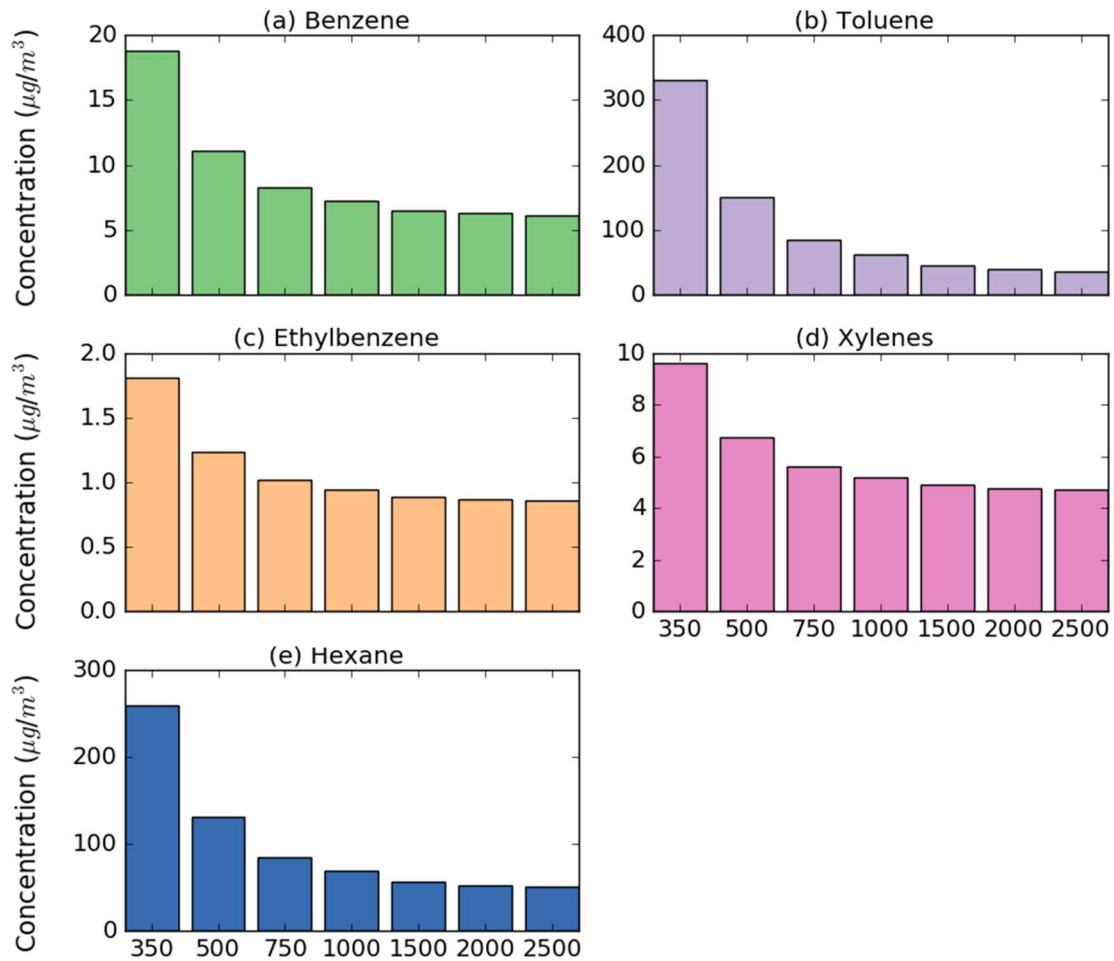 (a) Benzene
Concentration (μg/m³)
20
15
10
5
0
(b) Toluene
400
300
200
100
0
(c) Ethylbenzene
Concentration (μg/m³)
2.0
1.5
1.0
0.5
0.0
(d) Xylenes
10
8
6
4
2
0
350 500 750 1000 1500 2000 2500
(e) Hexane
Concentration (μg/m³)
300
200
100
0
350 500 750 1000 1500 2000 2500